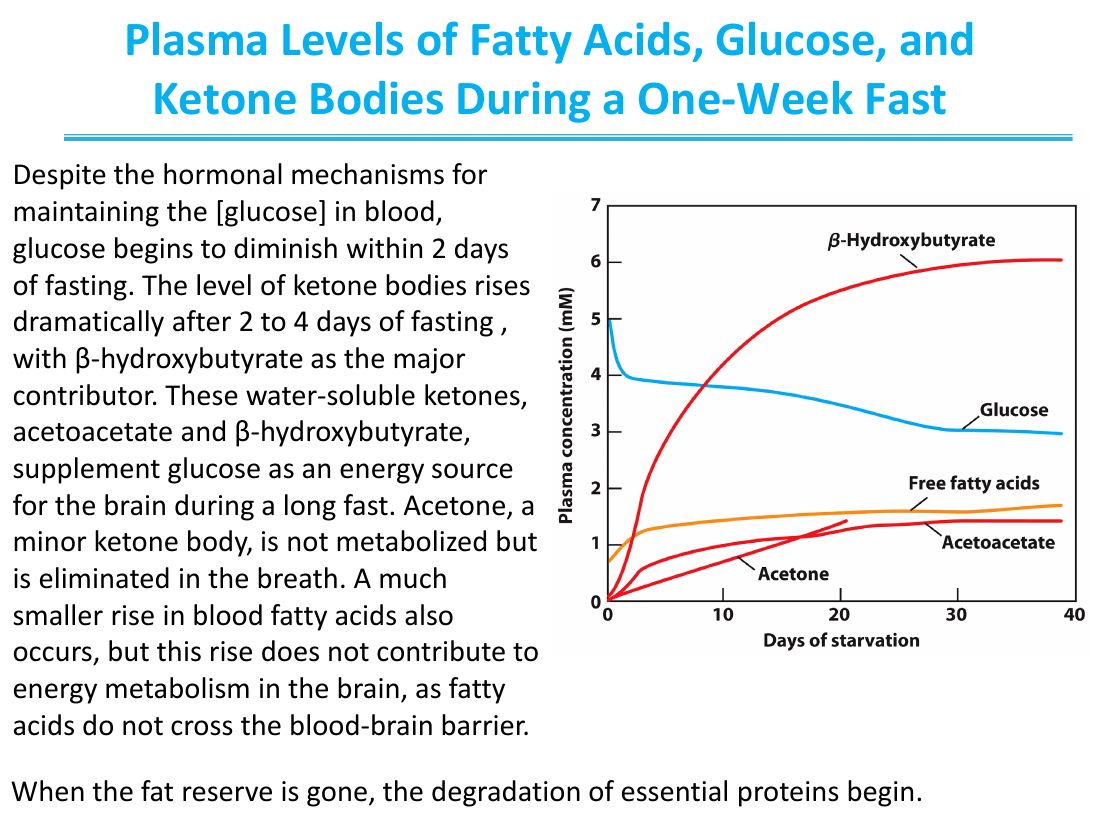 Plasma Levels of Fatty Acids, Glucose, and
Ketone Bodies During a One-Week Fast
Despite the hormonal mechanisms for
maintaining the [glucose] in blood,
glucose begins to diminish within 2 days
of fasting. The level of ketone bodies rises
dramatically after 2 to 4 days of fasting ,
with β-hydroxybutyrate as the major
contributor. These water-soluble ketones,
acetoacetate and β-hydroxybutyrate,
supplement glucose as an energy source
for the brain during a long fast. Acetone, a
minor ketone body, is not metabolized but
is eliminated in the breath. A much
smaller rise in blood fatty acids also
occurs, but this rise does not contribute to
energy metabolism in the brain, as fatty
acids do not cross the blood-brain barrier.
When the fat reserve is gone, the degradation of essential proteins begin.
Plasma concentration (mM)
7
6
5
4
3
2
1
0
β-Hydroxybutyrate
Glucose
Free fatty acids
Acetoacetate
Acetone
0 10 20 30 40
Days of starvation